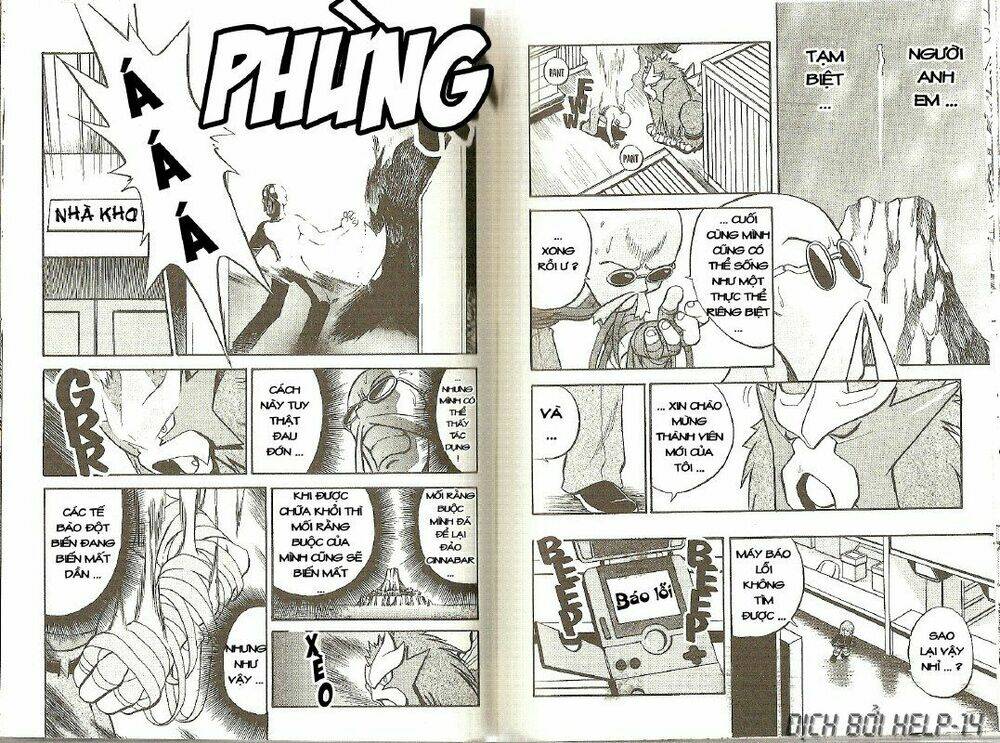 PHÙNG
Á
Á
Á
NHÀ KHO
GRR
CÁCH
NÀY TUY
THẬT
ĐAU
ĐỚN ...
...
NHƯNG
MÌNH CÓ
THỂ
THẤY
TÁC
DỤNG
!
CÁC TẾ
BÀO ĐỘT
BIẾN ĐANG
BIẾN MẤT
DẦN ...
NHƯNG
NHƯ
VẬY ...
KHI ĐƯỢC
CHỮA KHỎI THÌ
MỐI RẰNG
BUỘC CỦA
MÌNH CŨNG SẼ
BIẾN MẤT
MỐI RẰNG
BUỘC
MÌNH ĐÃ
ĐỂ LẠI
ĐẢO
CINNABAR
...
XẸO
PANT
FWW
PANT
...
XONG
RỒI Ư ?
... CUỐI
CÙNG MÌNH
CŨNG CÓ
THỂ SỐNG
NHƯ MỘT
THỰC THỂ
RIÊNG BIỆT
...
TẠM
BIỆT
...
NGƯỜI
ANH
EM ...
VÀ
...
... XIN CHÀO
MỪNG
THÁNH VIÊN
MỚI CỦA
TÔI ...
BEEP
Báo lỗi
BEEP
MÁY BÁO
LỖI
KHÔNG
TÌM
ĐƯỢC ...
SAO
LẠI VẬY
NHỈ ... ?
DỊCH BỞI HELP-14